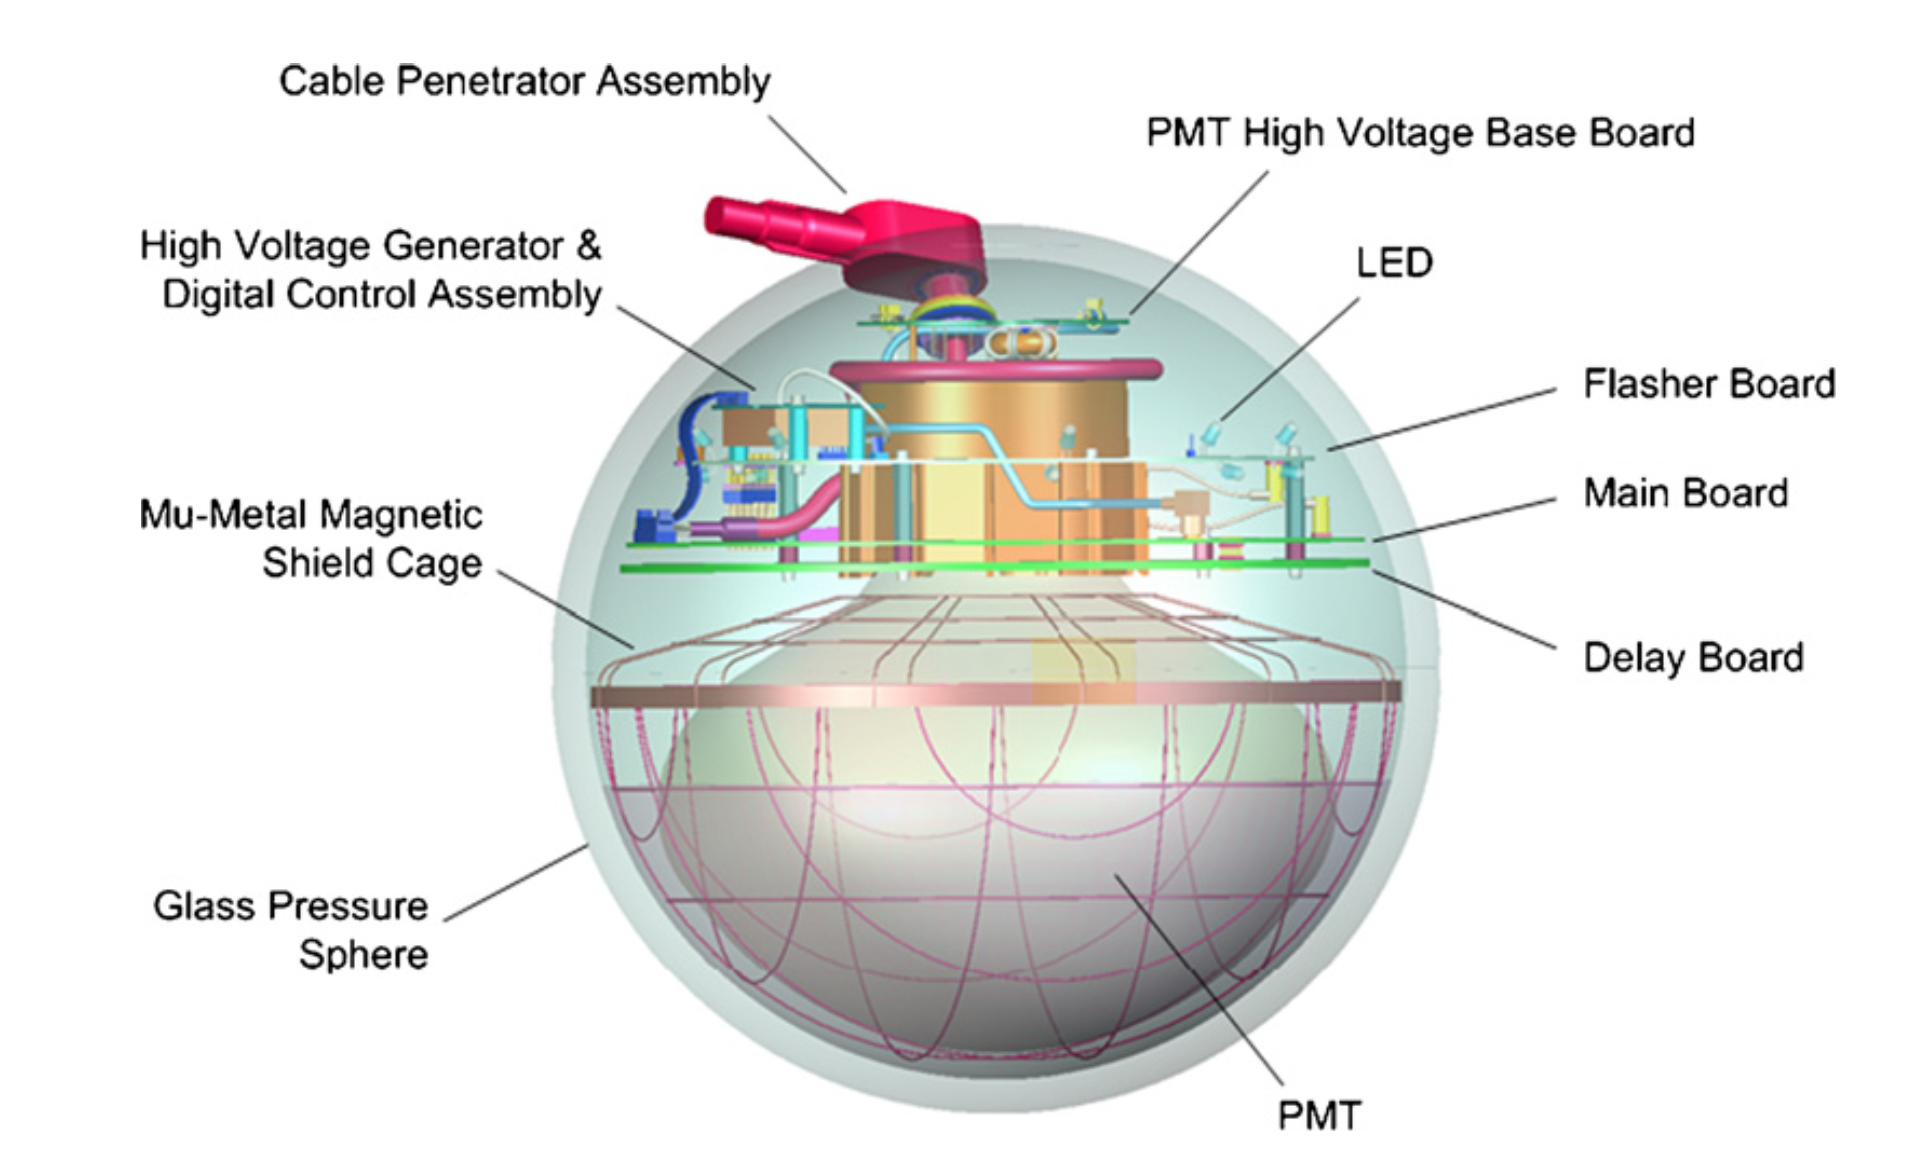 Cable Penetrator Assembly
PMT High Voltage Base Board
High Voltage Generator &
Digital Control Assembly
LED
Flasher Board
Main Board
Mu-Metal Magnetic
Shield Cage
Delay Board
Glass Pressure
Sphere
PMT